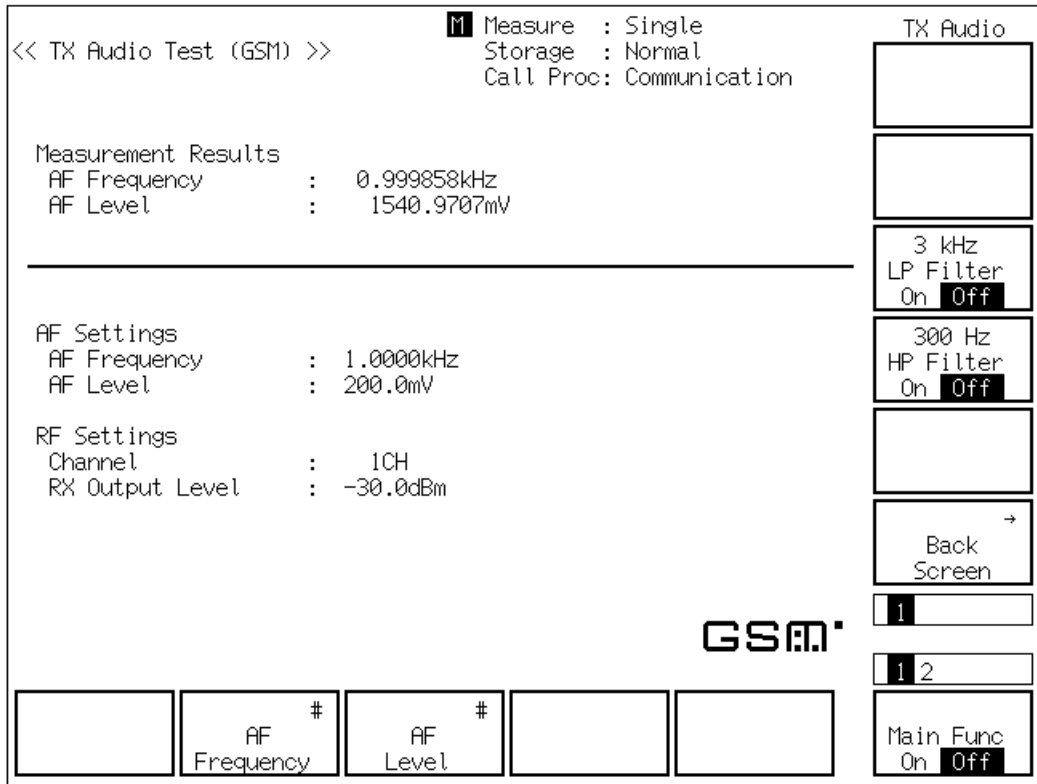 M Measure : Single
<< TX Audio Test (GSM) >> Storage : Normal
Call Proc: Communication
Measurement Results
AF Frequency : 0.999858kHz
AF Level : 1540.9707mV
AF Settings
AF Frequency : 1.0000kHz
AF Level : 200.0mV
RF Settings
Channel : 1CH
RX Output Level : -30.0dBm
GSM
# AF
Frequency
# AF
Level
TX Audio
3 kHz
LP Filter
On Off
300 Hz
HP Filter
On Off
→
Back
Screen
1
1 2
Main Func
On Off